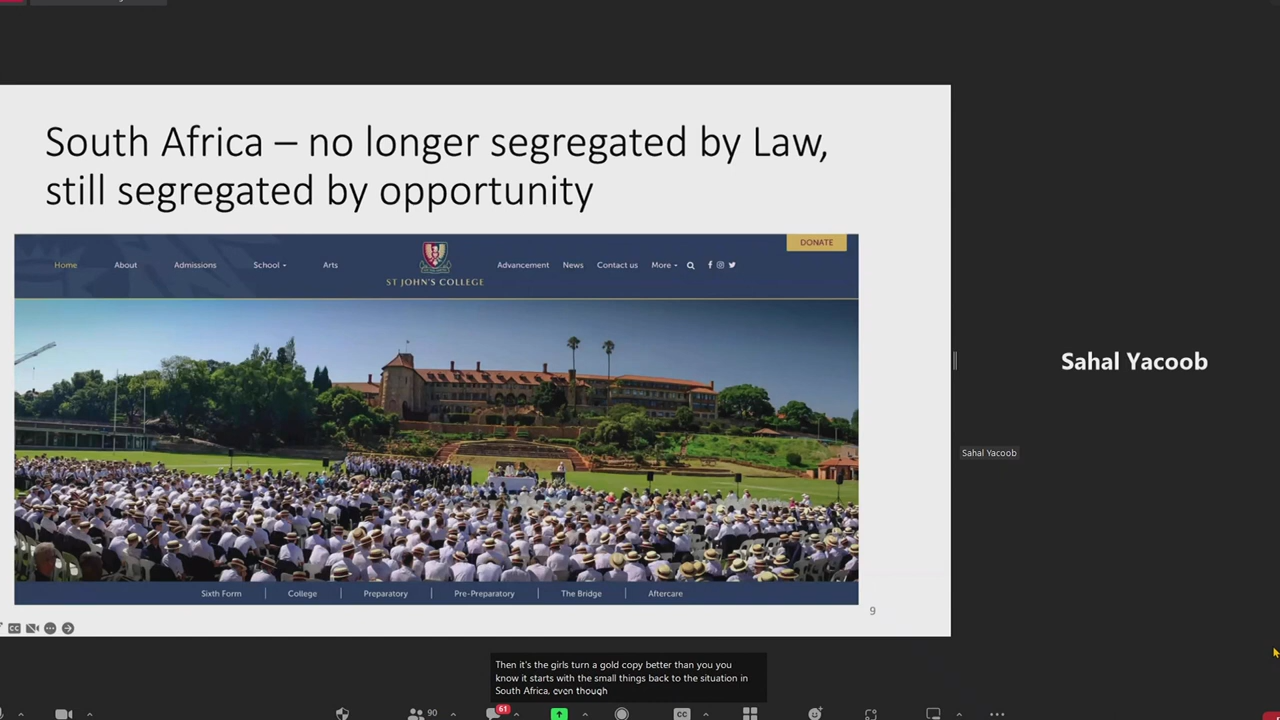 South Africa – no longer segregated by Law,
still segregated by opportunity
DONATE
Home About Admissions School Arts Advancement News Contact us More
ST JOHN'S COLLEGE
Sixth Form College Preparatory Pre-Preparatory The Bridge Aftercare
9
Sahal Yacoob
Sahal Yacoob
CC
Then it's the girls turn a gold copy better than you you
know it starts with the small things back to the situation in
South Africa, even though
90
61
CC